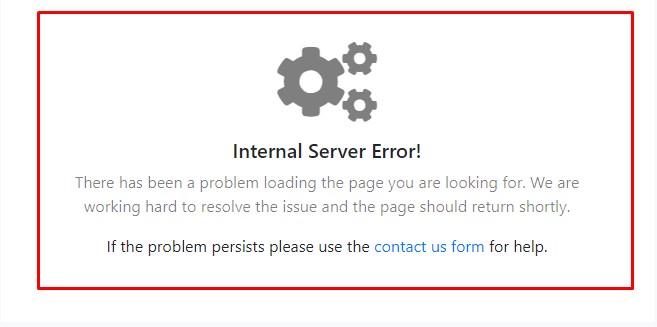 Internal Server Error!
There has been a problem loading the page you are looking for. We are
working hard to resolve the issue and the page should return shortly.
If the problem persists please use the contact us form for help.